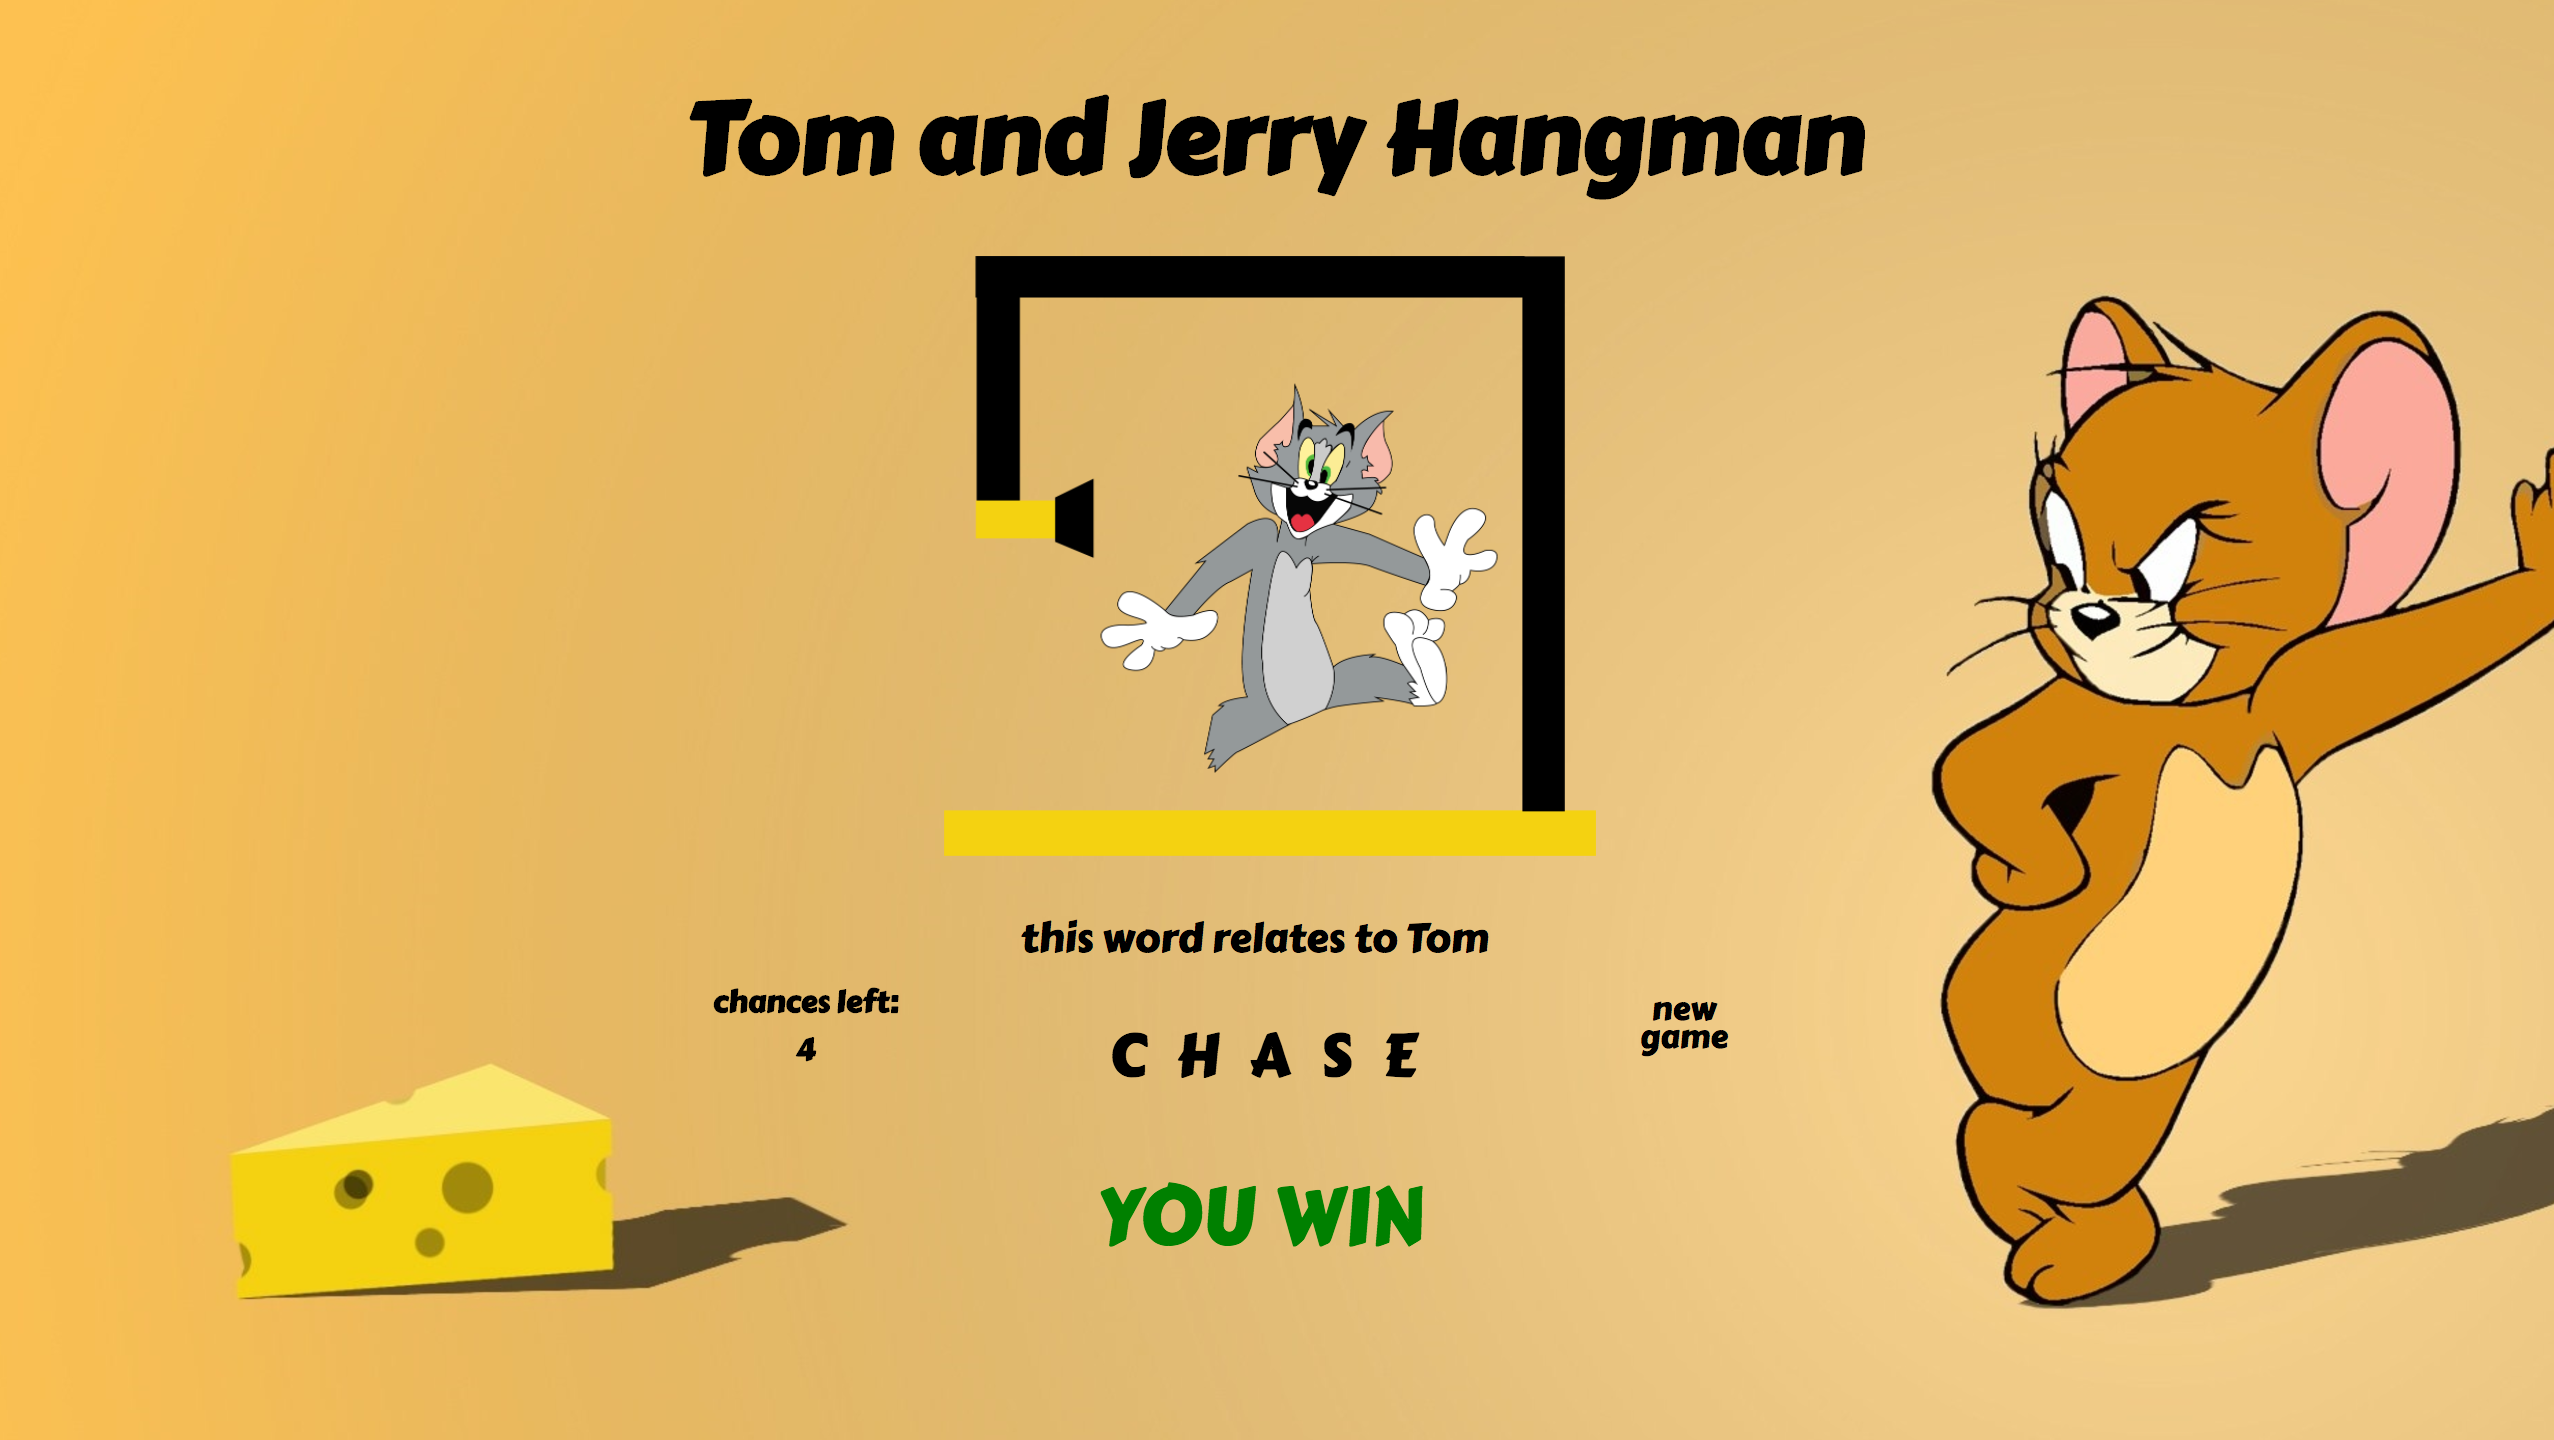 Tom and Jerry Hangman
this word relates to Tom
chances left:
4
C H A S E
new
game
YOU WIN